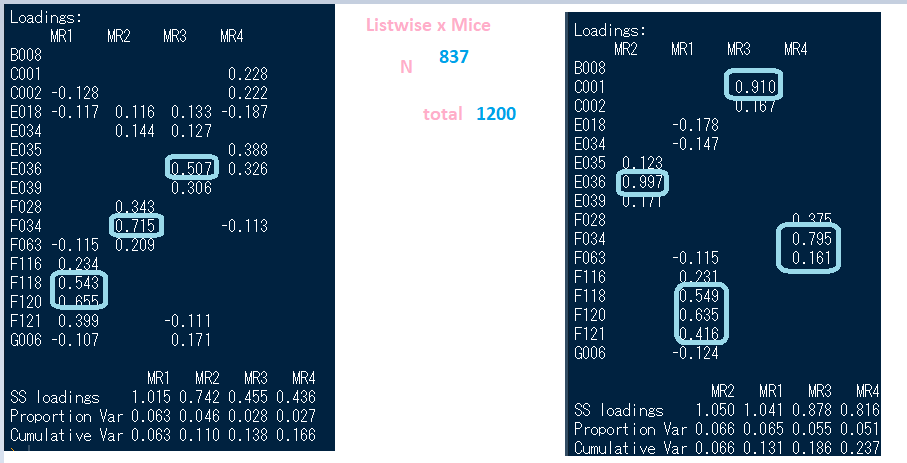 Loadings:
MR1 MR2 MR3 MR4
B008
C001 0.228
C002 -0.128 0.222
E018 -0.117 0.116 0.133 -0.187
E034 0.144 0.127
E035 0.388
E036 0.507 0.326
E039 0.306
F028 0.343
F034 0.715 -0.113
F063 -0.115 0.209
F116 0.234
F118 0.543
F120 0.655
F121 0.399 -0.111
G006 -0.107 0.171
MR1 MR2 MR3 MR4
SS loadings 1.015 0.742 0.455 0.436
Proportion Var 0.063 0.046 0.028 0.027
Cumulative Var 0.063 0.110 0.138 0.166
Listwise x Mice
N 837
total 1200
Loadings:
MR2 MR1 MR3 MR4
B008
C001 0.910
C002 0.167
E018 -0.178
E034 -0.147
E035 0.123
E036 0.997
E039 0.171
F028 0.375
F034 0.795
F063 -0.115 0.161
F116 0.231
F118 0.549
F120 0.635
F121 0.416
G006 -0.124
MR2 MR1 MR3 MR4
SS loadings 1.050 1.041 0.878 0.816
Proportion Var 0.066 0.065 0.055 0.051
Cumulative Var 0.066 0.131 0.186 0.237